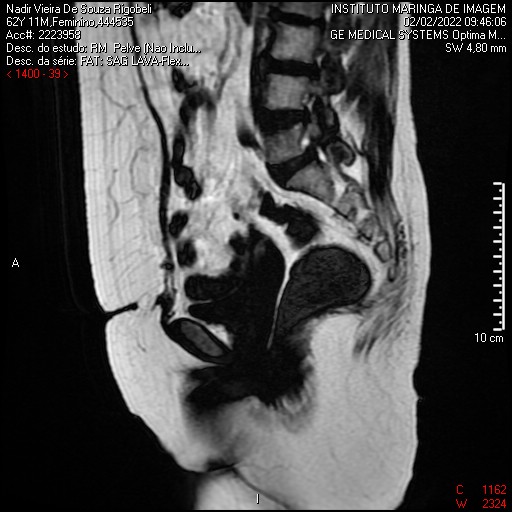 Nadir Vieira De Souza Rigobeli
62Y 11M,Feminino,444535
Acc#: 2223953
Desc. do estudo: RM Pelve (Nao Inclu...
Desc. da série: FAT: SAG LAVA-Flex...
< 1400 - 39 >
INSTITUTO MARINGA DE IMAGEM
02/02/2022 09:46:06
GE MEDICAL SYSTEMS Optima M...
SW 4,80 mm
A
10 cm
I
C 1162
W 2324